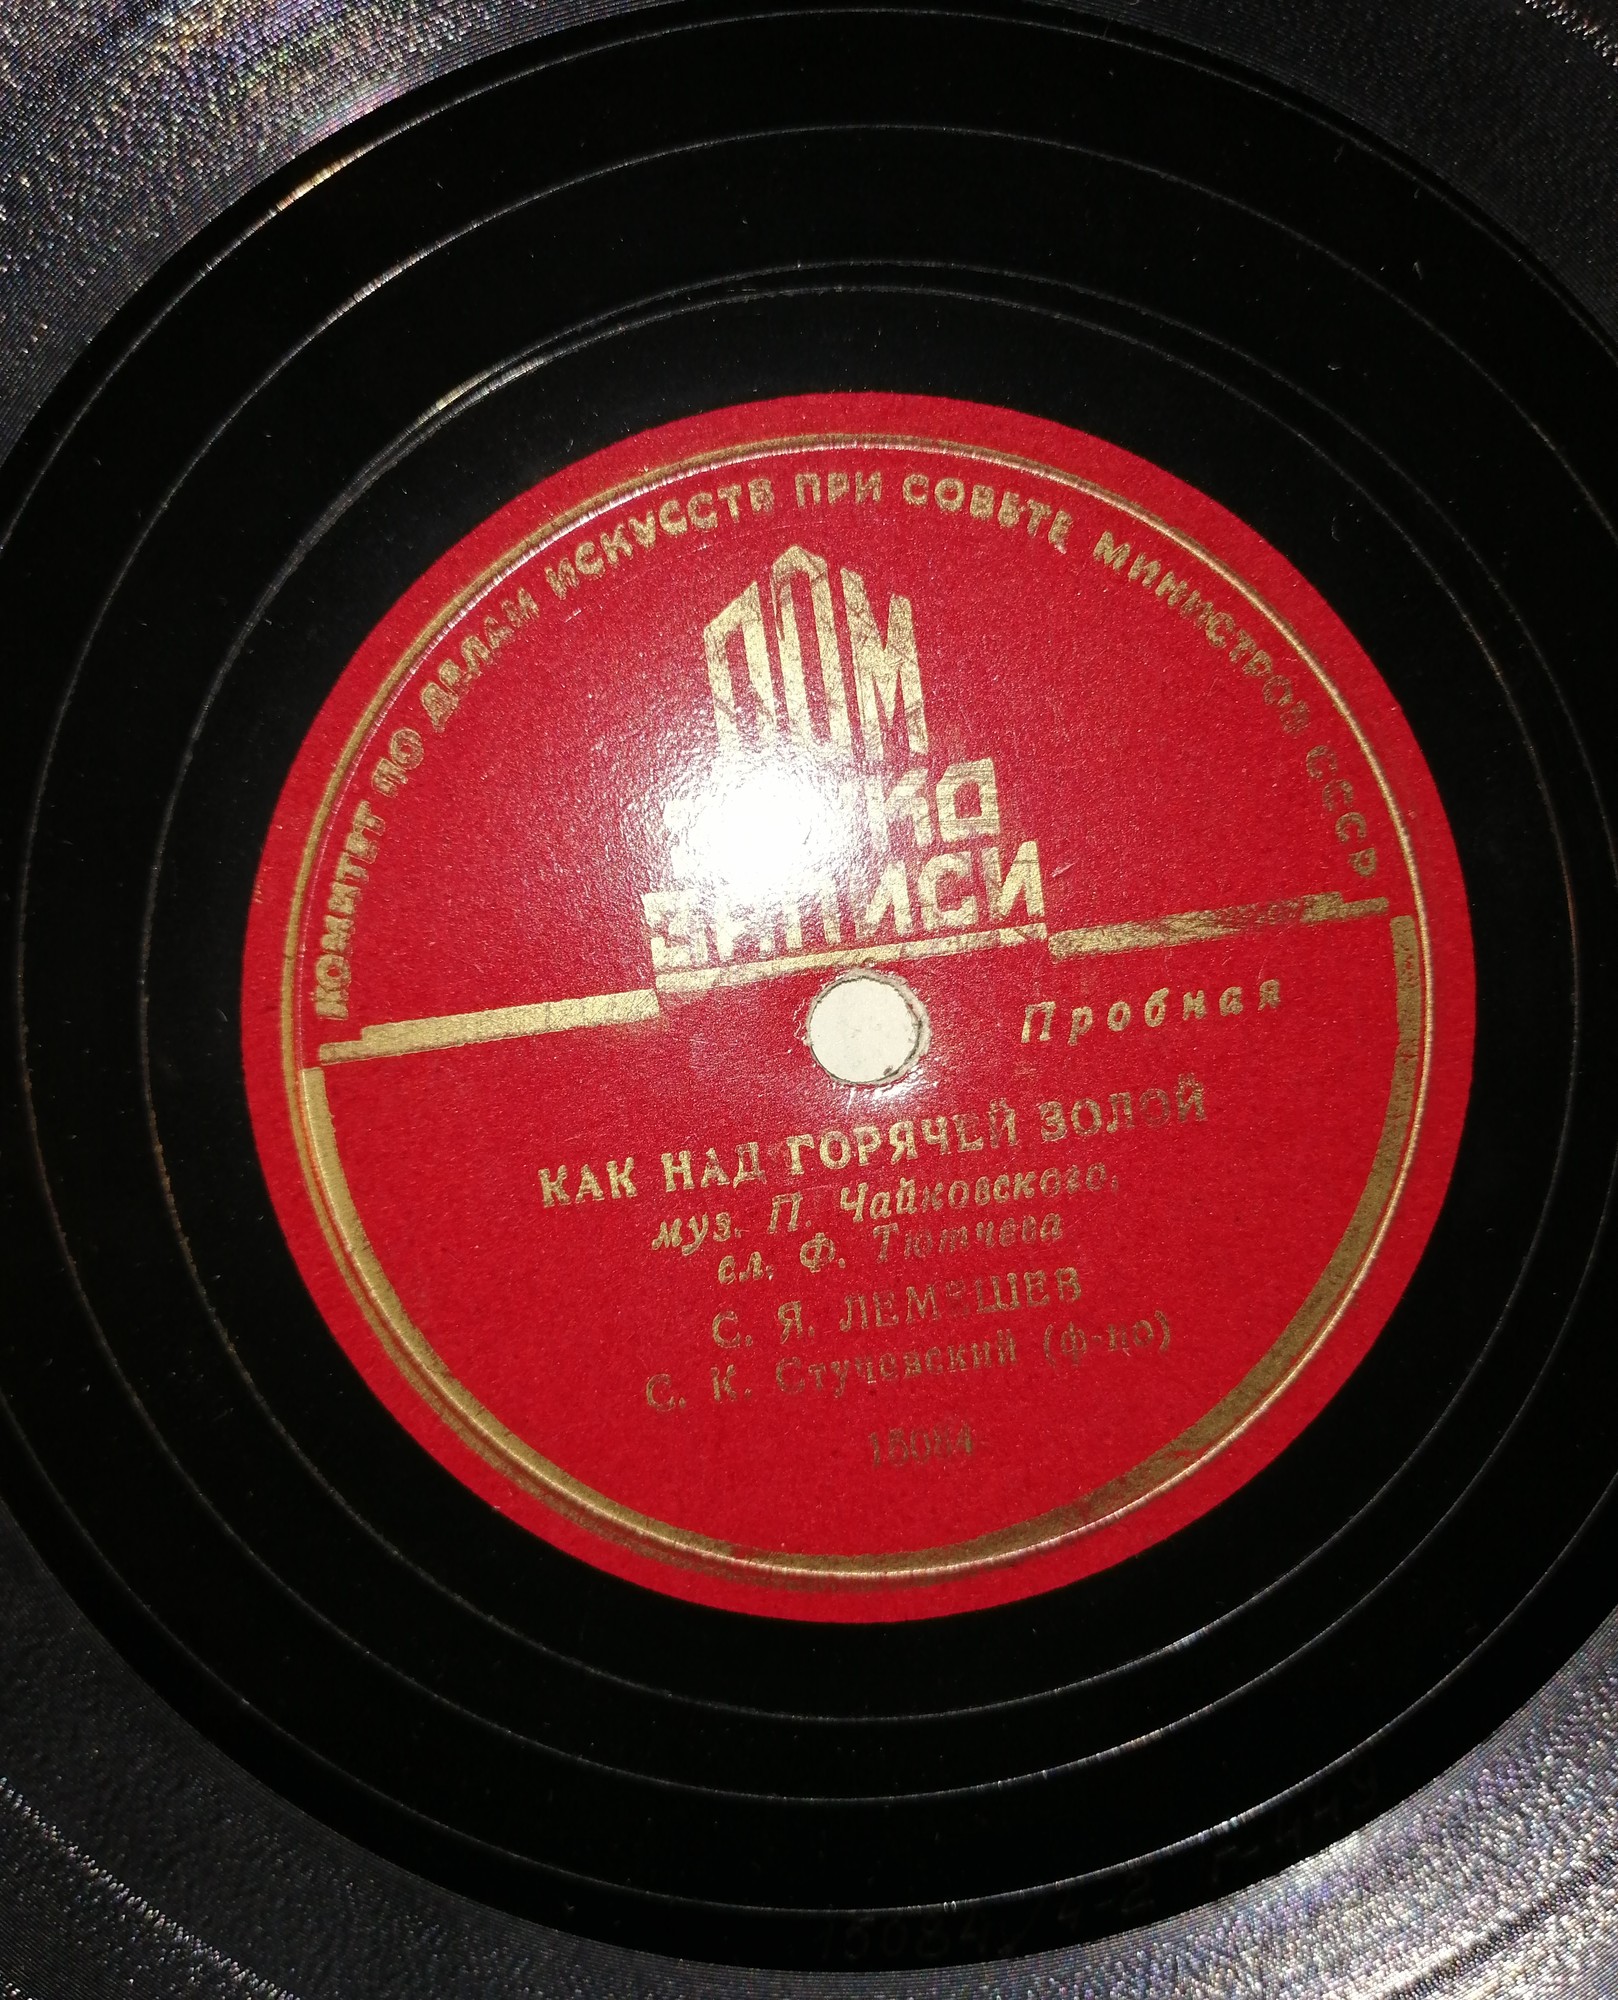 КОМИТЕТ ПО ДЕЛАМ ИСКУССТВ ПРИ СОВЕТЕ МИНИСТРОВ СССР
ДОМ
ЗАПИСИ
Пробная
КАК НАД ГОРЯЧЕЙ ЗОЛОЙ
муз. П. Чайковского,
сл. Ф. Тютчева
С. Я. ЛЕМЕШЕВ
С. К. Стучевский (ф-по)
15084